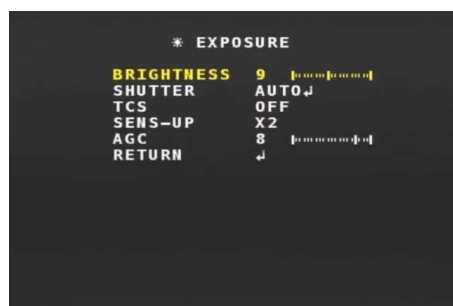 ☀ EXPOSURE
BRIGHTNESS 9
SHUTTER AUTO↲
TCS OFF
SENS–UP X2
AGC 8
RETURN ↲